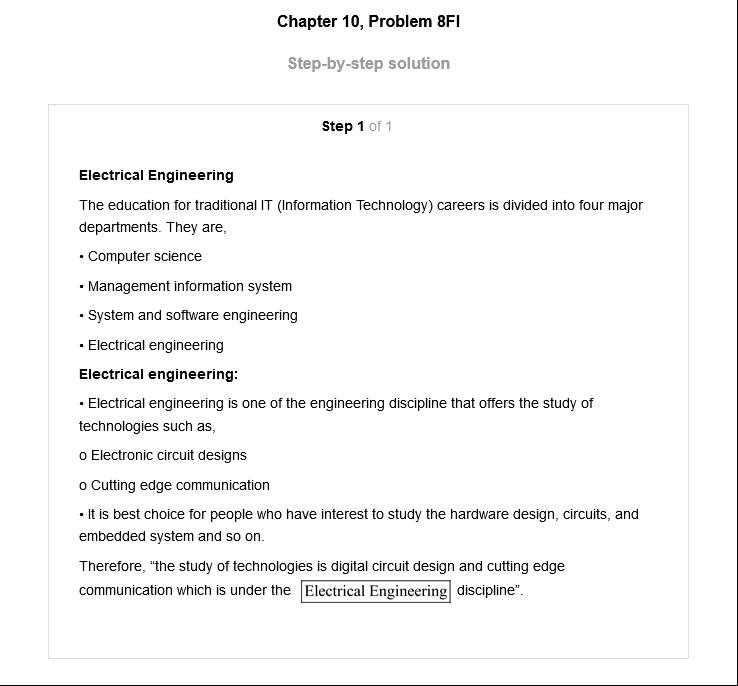 Chapter 10, Problem 8FI
Step-by-step solution
Step 1 of 1
Electrical Engineering
The education for traditional IT (Information Technology) careers is divided into four major
departments. They are,
• Computer science
• Management information system
• System and software engineering
• Electrical engineering
Electrical engineering:
• Electrical engineering is one of the engineering discipline that offers the study of
technologies such as,
o Electronic circuit designs
o Cutting edge communication
• It is best choice for people who have interest to study the hardware design, circuits, and
embedded system and so on.
Therefore, “the study of technologies is digital circuit design and cutting edge
communication which is under the Electrical Engineering discipline”.